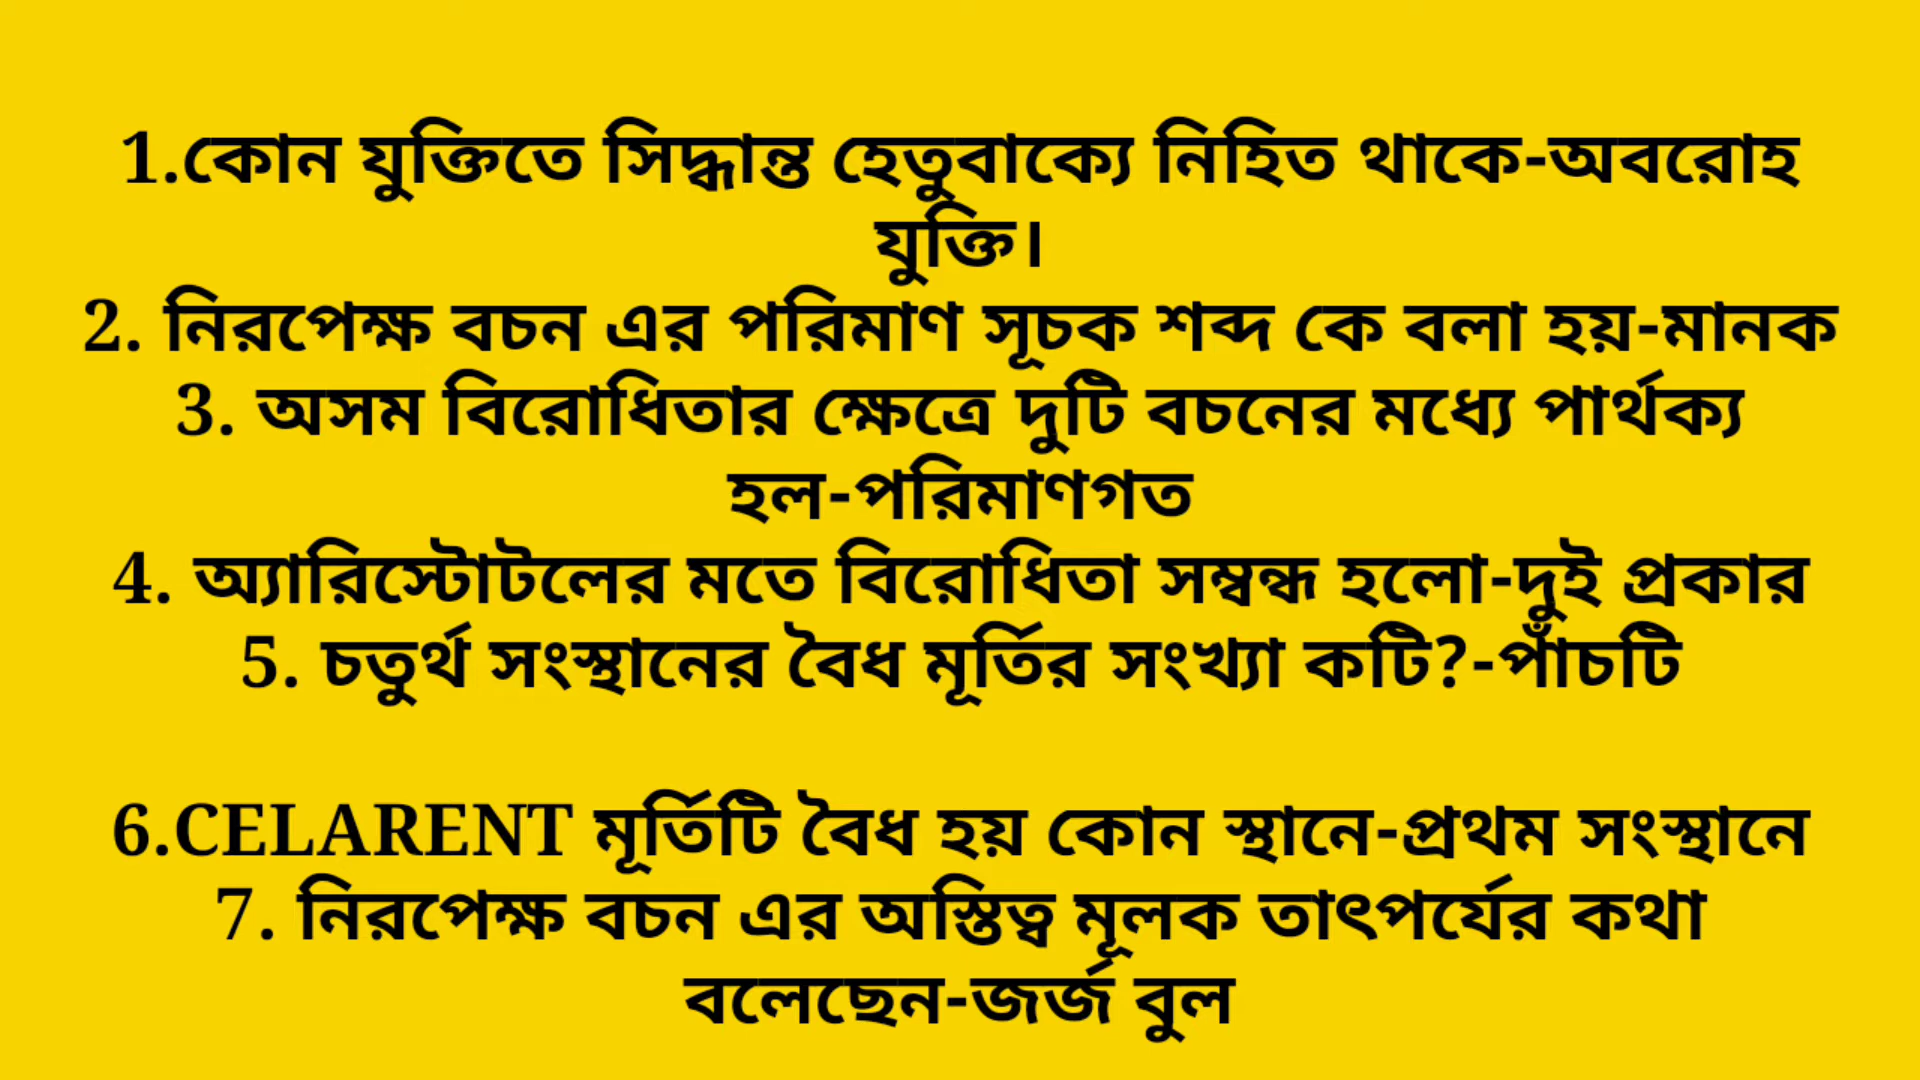 1.কোন যুক্তিতে সিদ্ধান্ত হেতুবাক্যে নিহিত থাকে-অবরোহ
যুক্তি।
2. নিরপেক্ষ বচন এর পরিমাণ সূচক শব্দ কে বলা হয়-মানক
3. অসম বিরোধিতার ক্ষেত্রে দুটি বচনের মধ্যে পার্থক্য
হল-পরিমাণগত
4. অ্যারিস্টোটলের মতে বিরোধিতা সম্বন্ধ হলো-দুই প্রকার
5. চতুর্থ সংস্থানের বৈধ মূর্তির সংখ্যা কটি?-পাঁচটি
6.CELARENT মূর্তিটি বৈধ হয় কোন স্থানে-প্রথম সংস্থানে
7. নিরপেক্ষ বচন এর অস্তিত্ব মূলক তাৎপর্যের কথা
বলেছেন-জর্জ বুল